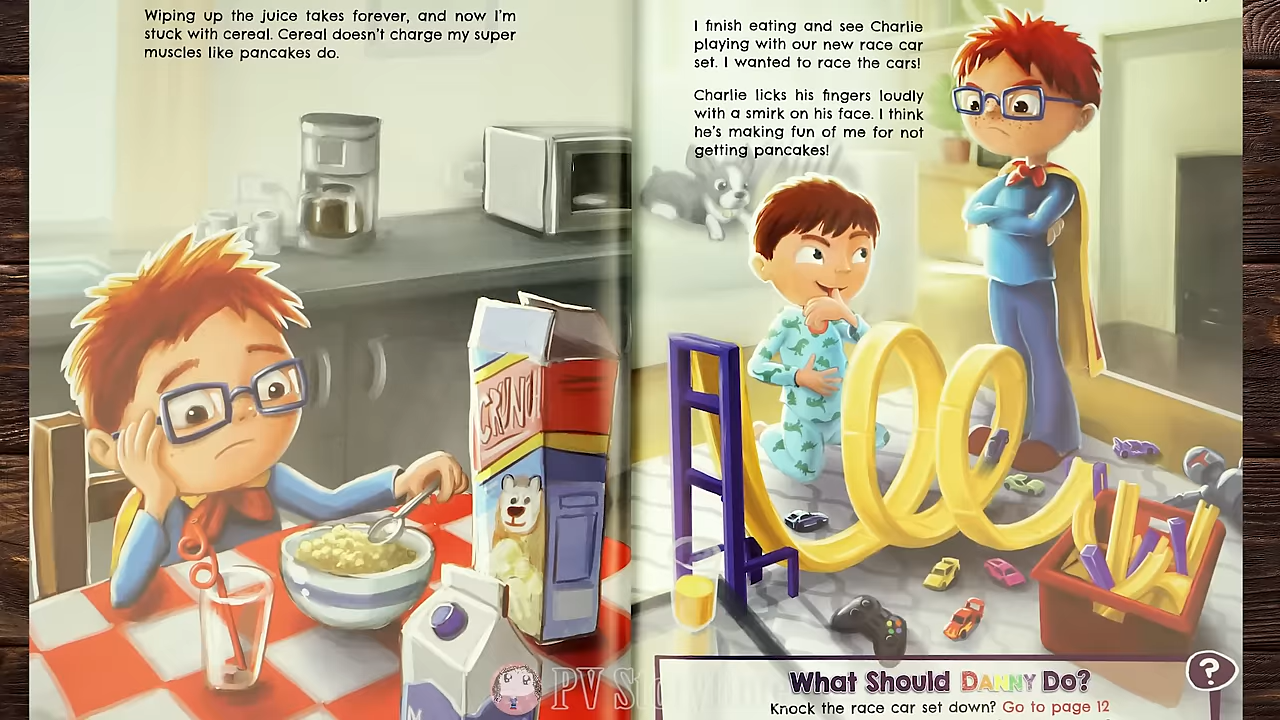 Wiping up the juice takes forever, and now I'm
stuck with cereal. Cereal doesn't charge my super
muscles like pancakes do.
I finish eating and see Charlie
playing with our new race car
set. I wanted to race the cars!
Charlie licks his fingers loudly
with a smirk on his face. I think
he's making fun of me for not
getting pancakes!
What Should DANNY Do?
Knock the race car set down? Go to page 12
?
PV